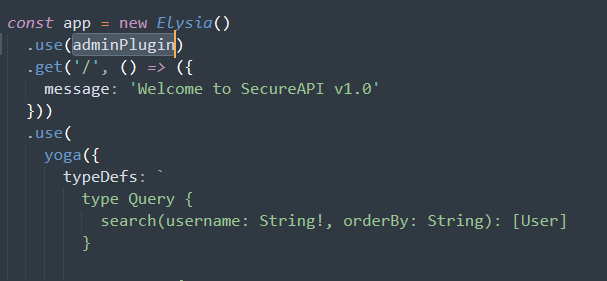 const app = new Elysia()
  .use(adminPlugin)
  .get('/', () => ({
    message: 'Welcome to SecureAPI v1.0'
  }))
  .use(
    yoga({
      typeDefs: `
        type Query {
          search(username: String!, orderBy: String): [User]
        }